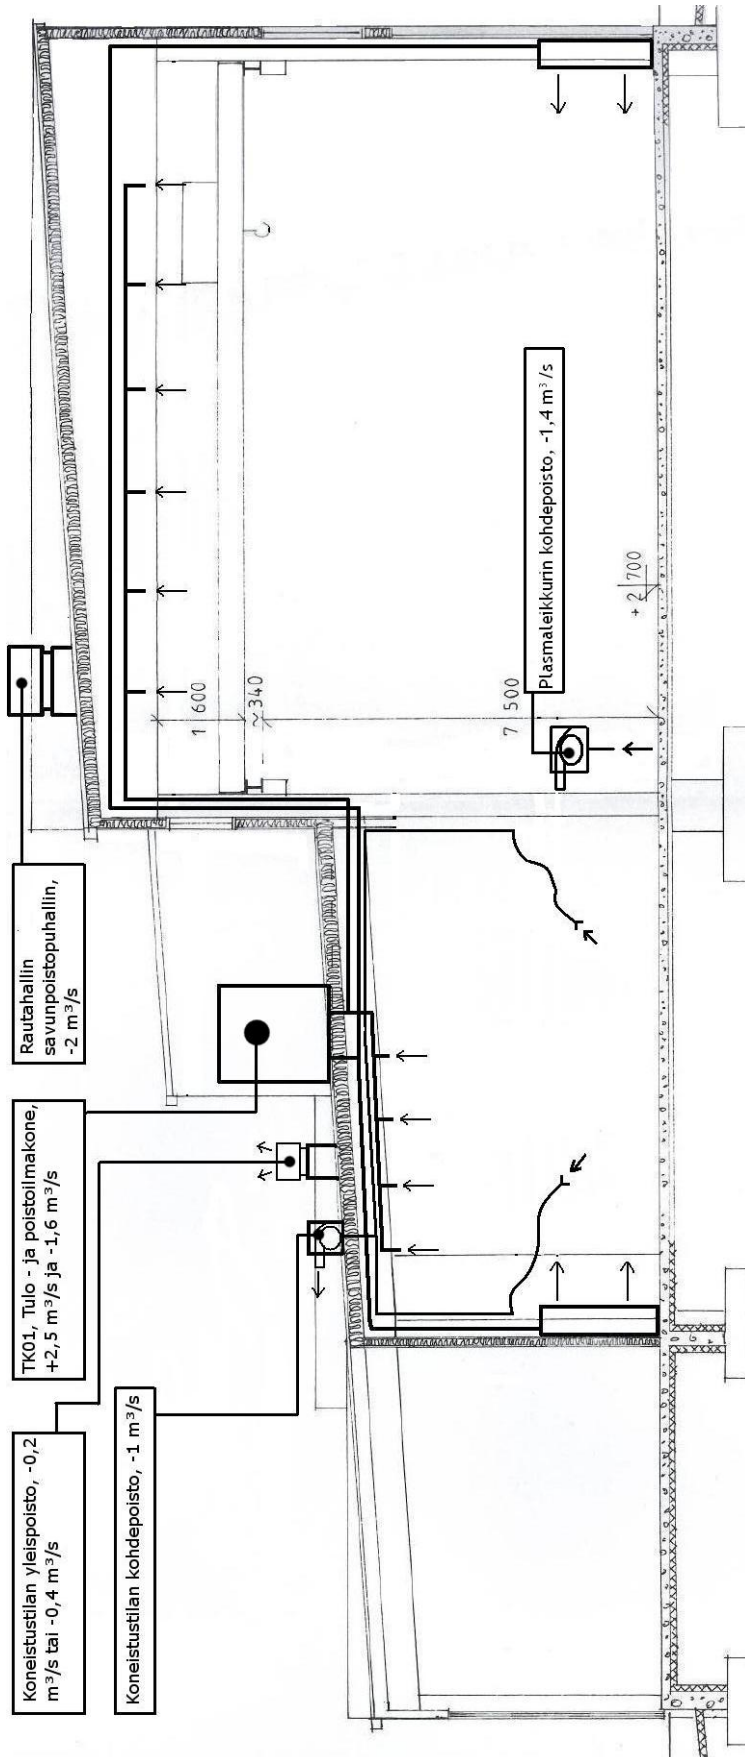 Koneistustilan yleispoisto, -0,2
m³/s tai -0,4 m³/s
Koneistustilan kohdepoisto, -1 m³/s
TK01, Tulo - ja poistoilmakone,
+2,5 m³/s ja -1,6 m³/s
Rautahallin
savunpoistopuhallin,
-2 m³/s
1 600
~340
7 500
Plasmaleikkurin kohdepoisto, -1,4 m³/s
+2 700